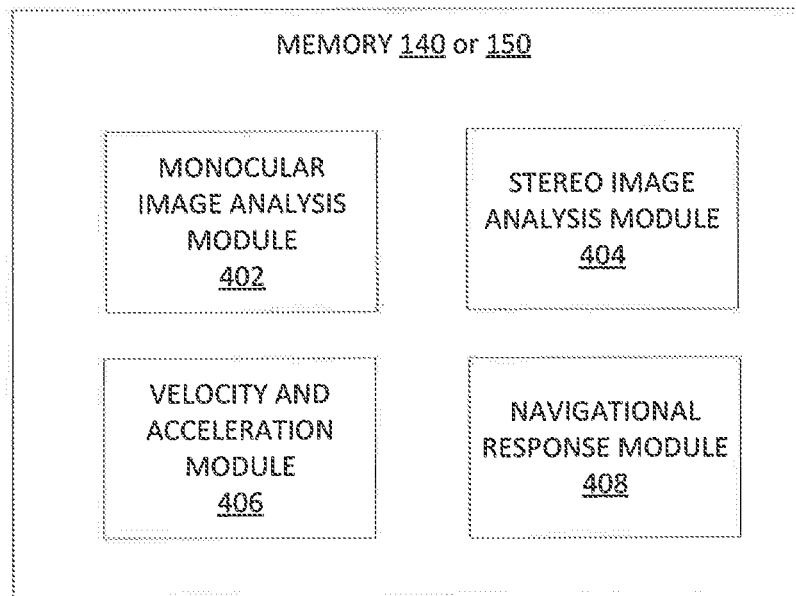 MEMORY 140 or 150
MONOCULAR
IMAGE ANALYSIS
MODULE
402
STEREO IMAGE
ANALYSIS MODULE
404
VELOCITY AND
ACCELERATION
MODULE
406
NAVIGATIONAL
RESPONSE MODULE
408